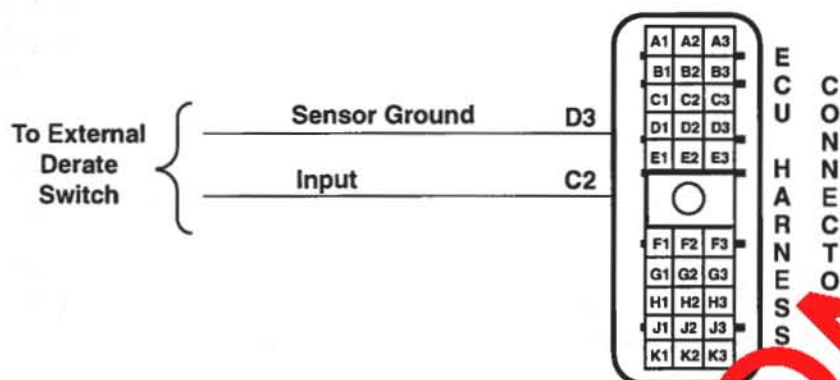 Sensor Ground D3
To External
Derate
Switch
Input C2
A1 A2 A3
B1 B2 B3
C1 C2 C3
D1 D2 D3
E1 E2 E3
F1 F2 F3
G1 G2 G3
H1 H2 H3
J1 J2 J3
K1 K2 K3
ECU HARNESS
CONNECTO